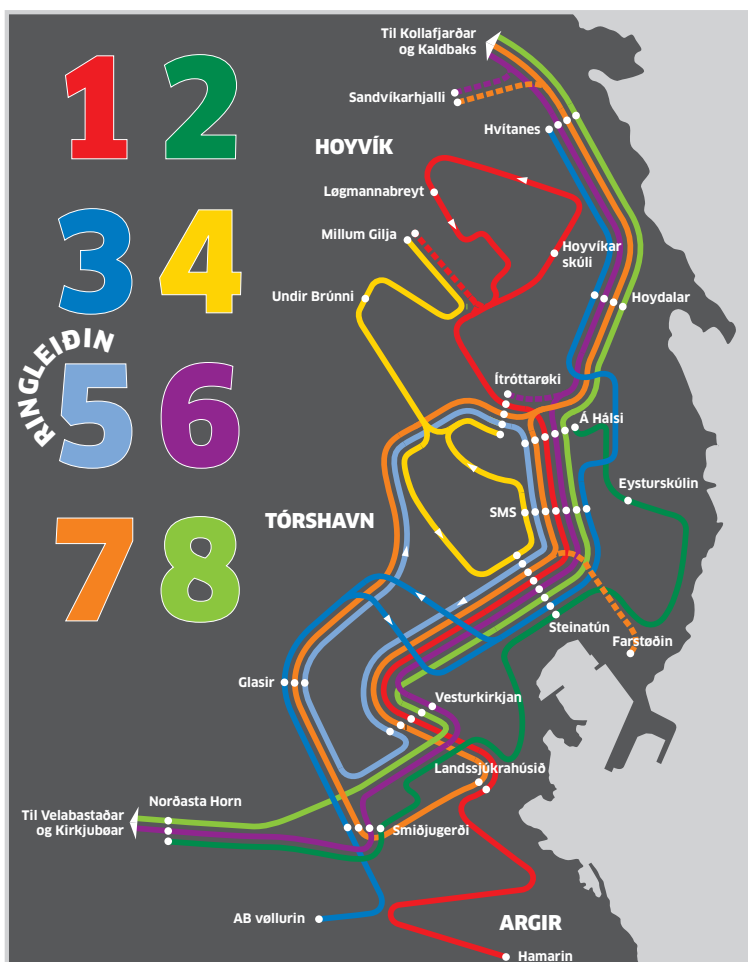 Til Kollafjarðar
og Kaldbaks
1 2
Sandvíkarhjalli
Hvítanes
HOYVÍK
Løgmannabreyt
Millum Gilja
Hoyvíkar
skúli
3 4
Undir Brúnni
Hoydalar
RINGLEIÐIN
5 6
Ítróttarøki
Á Hálsi
Eysturskúlin
SMS
TÓRSHAVN
7 8
Steinatún
Farstøðin
Glasir
Vesturkirkjan
Landssjúkrahúsið
Norðasta Horn
Til Velabastaðar
og Kirkjubøar
Smiðjugerði
AB vøllurin
ARGIR
Hamarin